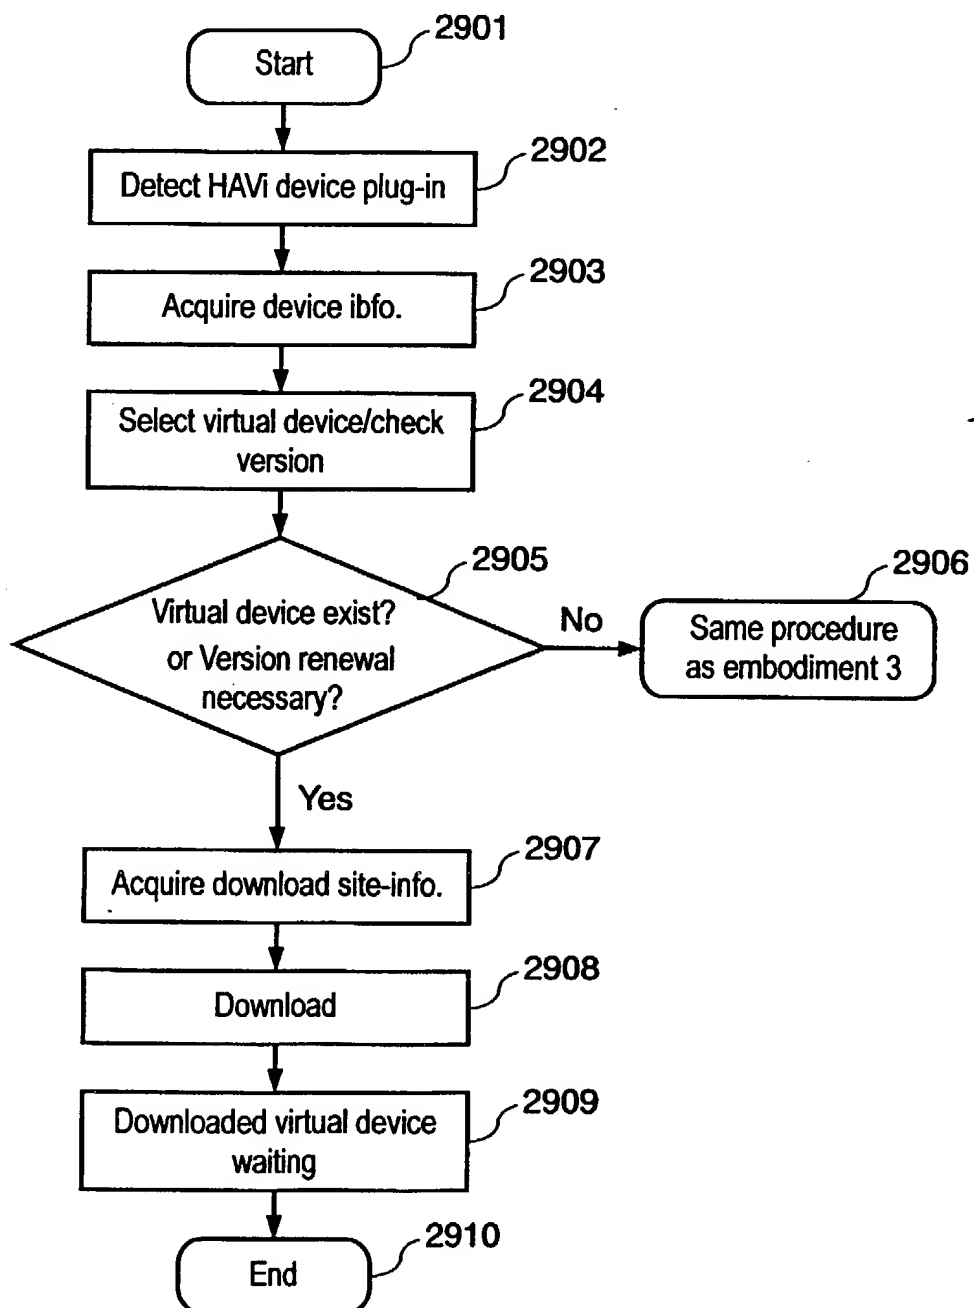 2901
Start
2902
Detect HAVi device plug-in
2903
Acquire device ibfo.
2904
Select virtual device/check
version
2905
Virtual device exist?
or Version renewal
necessary?
No
2906
Same procedure
as embodiment 3
Yes
2907
Acquire download site-info.
2908
Download
2909
Downloaded virtual device
waiting
2910
End